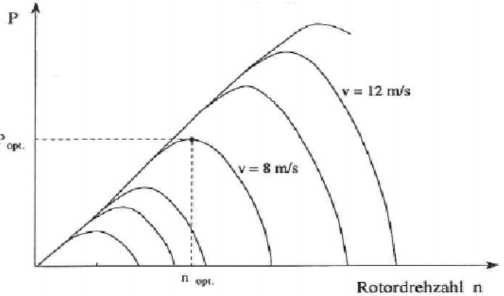 P
v = 12 m/s
opt.
v = 8 m/s
n opt.
Rotordrehzahl n